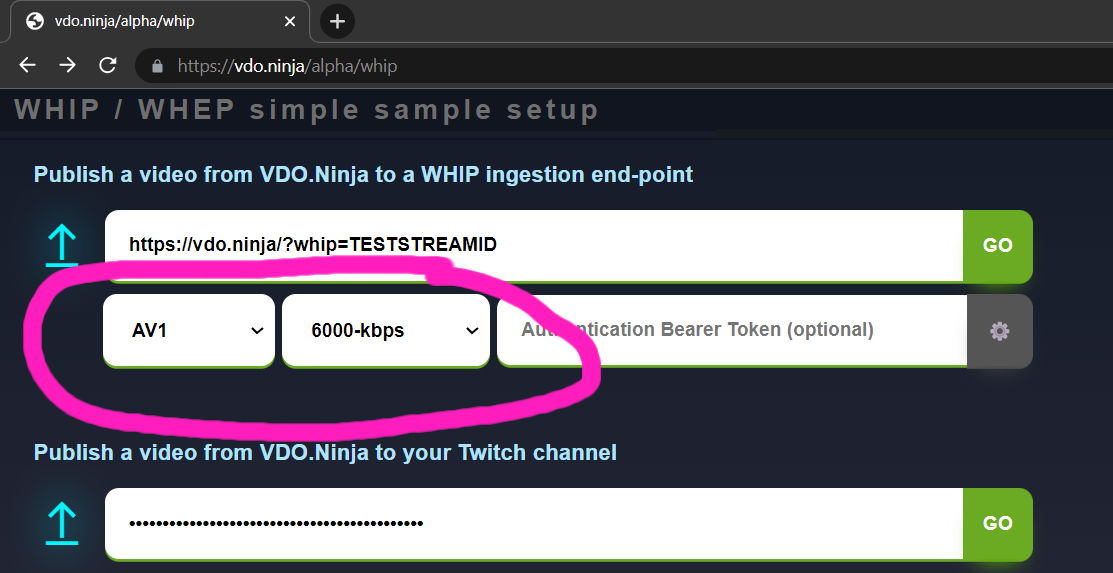 vdo.ninja/alpha/whip
https://vdo.ninja/alpha/whip
WHIP / WHEP simple sample setup
Publish a video from VDO.Ninja to a WHIP ingestion end-point
https://vdo.ninja/?whip=TESTSTREAMID GO
AV1 6000-kbps Authentication Bearer Token (optional)
Publish a video from VDO.Ninja to your Twitch channel
•••••••••••••••••••••••••••••••••••••••••••• GO